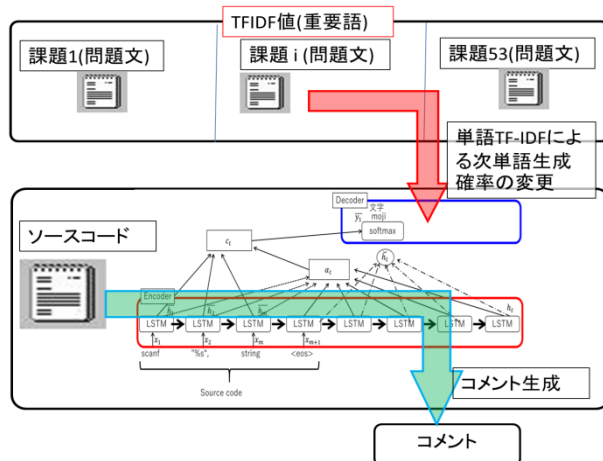 TFIDF値(重要語)
課題1(問題文)
課題 i (問題文)
課題53(問題文)
単語TF-IDFによ
る次単語生成
確率の変更
ソースコード
Decoder
文字
moji
softmax
Encoder
LSTM LSTM LSTM LSTM LSTM LSTM LSTM LSTM
scanf "%s", string <eos>
Source code
コメント生成
コメント